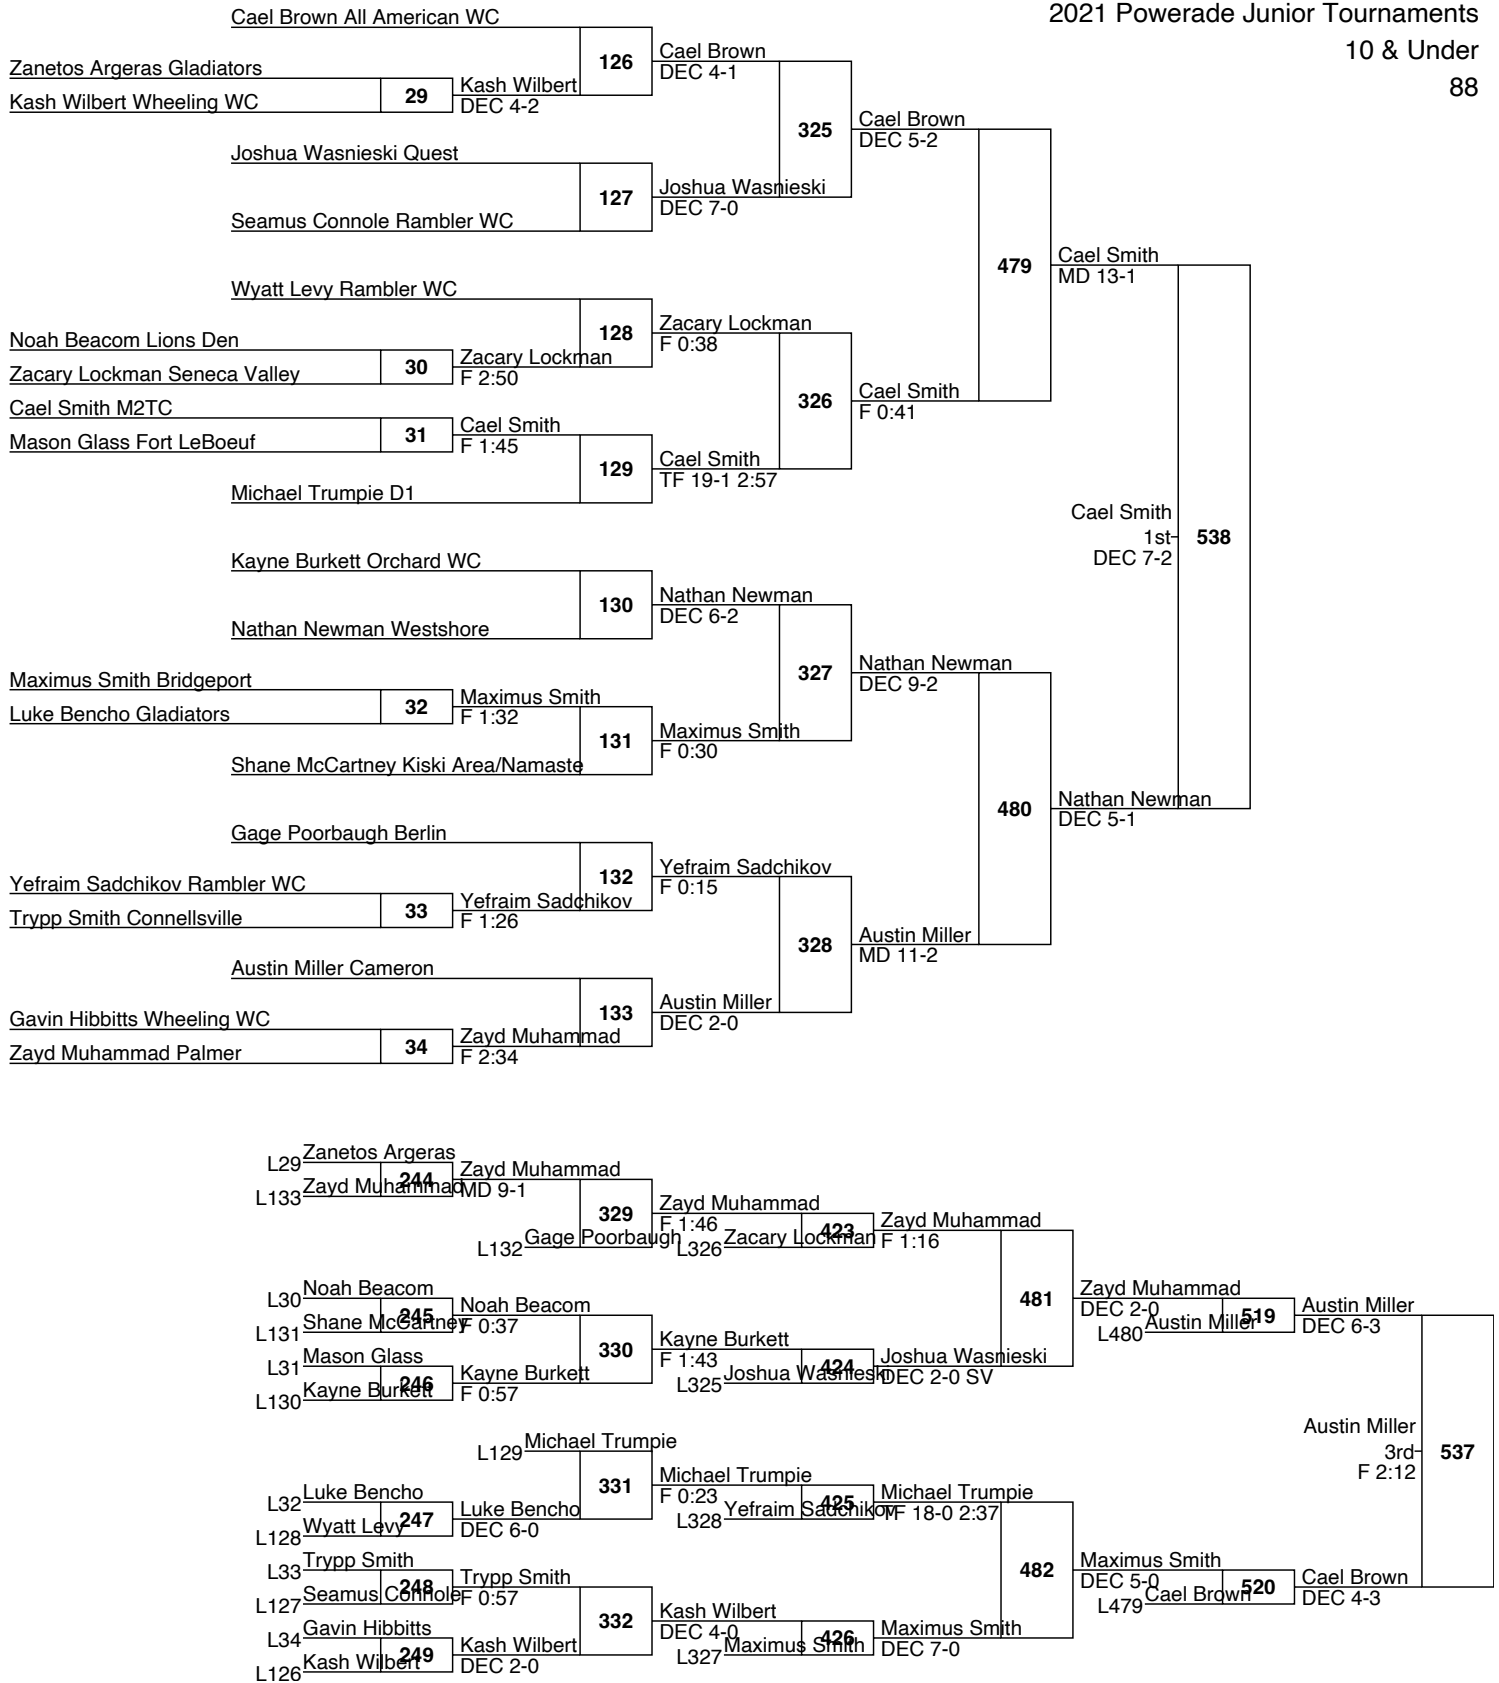 2021 Powerade Junior Tournaments
10 & Under
88
Cael Brown All American WC
126
Cael Brown
DEC 4-1
Zanetos Argeras Gladiators
Kash Wilbert Wheeling WC
29
Kash Wilbert
DEC 4-2
325
Cael Brown
DEC 5-2
Joshua Wasnieski Quest
127
Joshua Wasnieski
DEC 7-0
Seamus Connole Rambler WC
479
Cael Smith
MD 13-1
Wyatt Levy Rambler WC
128
Zacary Lockman
F 0:38
Noah Beacom Lions Den
Zacary Lockman Seneca Valley
30
Zacary Lockman
F 2:50
326
Cael Smith
F 0:41
Cael Smith M2TC
Mason Glass Fort LeBoeuf
31
Cael Smith
F 1:45
129
Cael Smith
TF 19-1 2:57
Michael Trumpie D1
Cael Smith
1st
DEC 7-2
538
Kayne Burkett Orchard WC
130
Nathan Newman
DEC 6-2
Nathan Newman Westshore
327
Nathan Newman
DEC 9-2
Maximus Smith Bridgeport
Luke Bencho Gladiators
32
Maximus Smith
F 1:32
131
Maximus Smith
F 0:30
Shane McCartney Kiski Area/Namaste
480
Nathan Newman
DEC 5-1
Gage Poorbaugh Berlin
132
Yefraim Sadchikov
F 0:15
Yefraim Sadchikov Rambler WC
Trypp Smith Connellsville
33
Yefraim Sadchikov
F 1:26
328
Austin Miller
MD 11-2
Austin Miller Cameron
133
Austin Miller
DEC 2-0
Gavin Hibbitts Wheeling WC
Zayd Muhammad Palmer
34
Zayd Muhammad
F 2:34
L29 Zanetos Argeras
L133 Zayd Muhammad
244
Zayd Muhammad
MD 9-1
329
L132 Gage Poorbaugh
Zayd Muhammad
F 1:46
L326 Zacary Lockman
423
Zayd Muhammad
F 1:16
L30 Noah Beacom
L131 Shane McCartney
245
Noah Beacom
F 0:37
330
L31 Mason Glass
L130 Kayne Burkett
246
Kayne Burkett
F 0:57
Kayne Burkett
F 1:43
L325 Joshua Wasnieski
424
Joshua Wasnieski
DEC 2-0 SV
481
Zayd Muhammad
DEC 2-0
L480 Austin Miller
519
Austin Miller
DEC 6-3
L129 Michael Trumpie
331
Michael Trumpie
F 0:23
L32 Luke Bencho
L128 Wyatt Levy
247
Luke Bencho
DEC 6-0
L328 Yefraim Sadchikov
425
Michael Trumpie
TF 18-0 2:37
Austin Miller
3rd
F 2:12
537
L33 Trypp Smith
L127 Seamus Connole
248
Trypp Smith
F 0:57
332
L34 Gavin Hibbitts
L126 Kash Wilbert
249
Kash Wilbert
DEC 2-0
Kash Wilbert
DEC 4-0
L327 Maximus Smith
426
Maximus Smith
DEC 7-0
482
Maximus Smith
DEC 5-0
L479 Cael Brown
520
Cael Brown
DEC 4-3